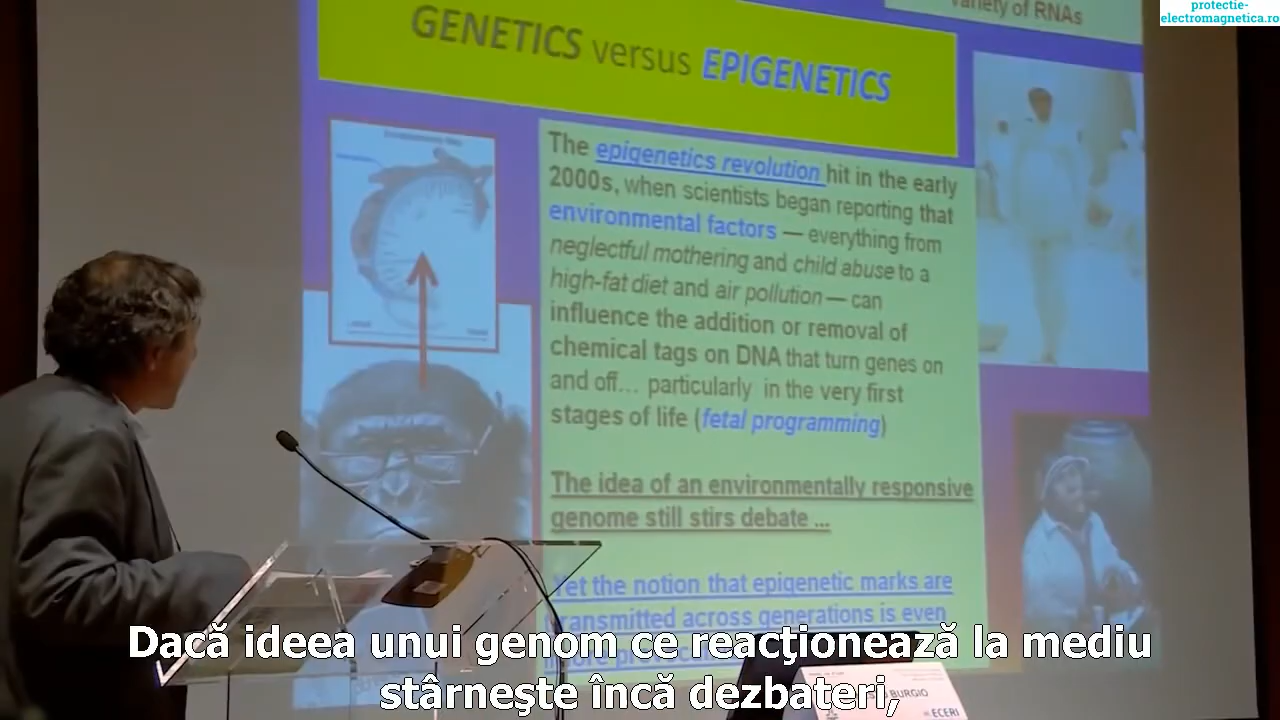 protectie-
electromagnetica.ro
variety of RNAs
GENETICS versus EPIGENETICS
The epigenetics revolution hit in the early
2000s, when scientists began reporting that
environmental factors — everything from
neglectful mothering and child abuse to a
high-fat diet and air pollution — can
influence the addition or removal of
chemical tags on DNA that turn genes on
and off... particularly in the very first
stages of life (fetal programming)
The idea of an environmentally responsive
genome still stirs debate ...
Yet the notion that epigenetic marks are
transmitted across generations is even
Dacă ideea unui genom ce reacţionează la mediu
stârneşte încă dezbateri,
BURGIO
ECERI